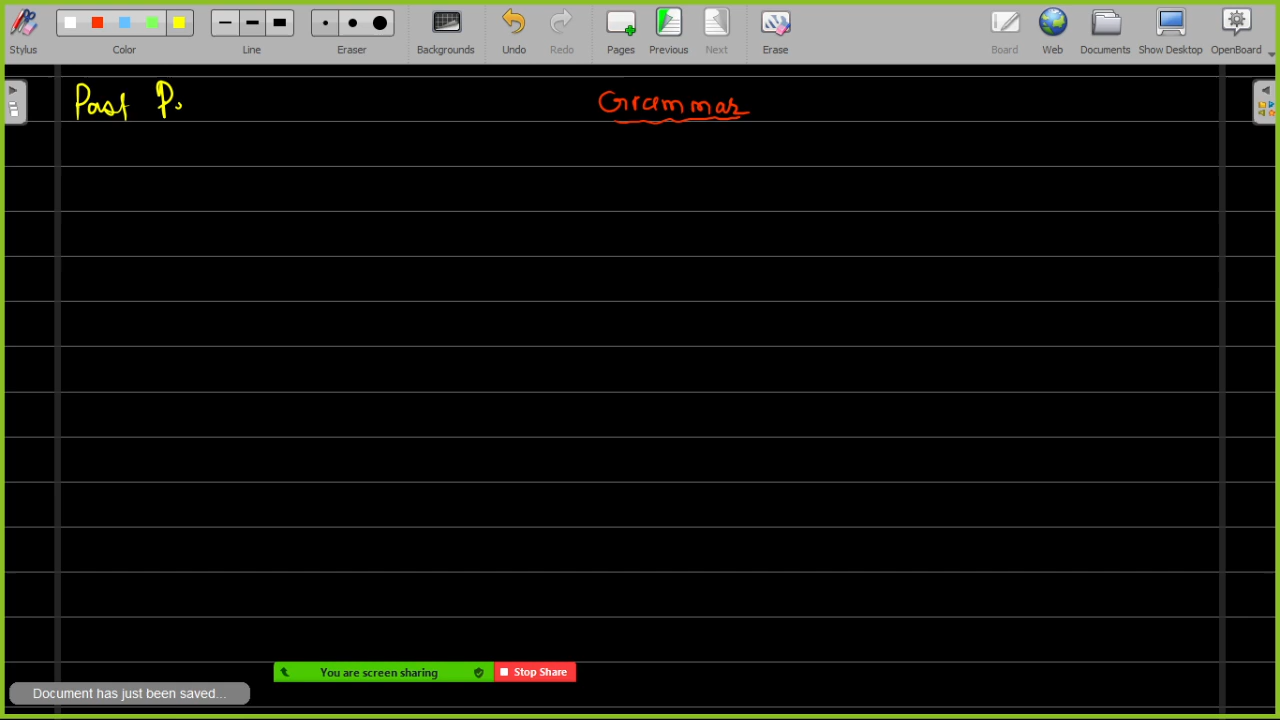 Stylus Color Line Eraser Backgrounds Undo Redo Pages Previous Next Erase Board Web Documents Show Desktop OpenBoard
Past P.
Grammar
You are screen sharing Stop Share
Document has just been saved...